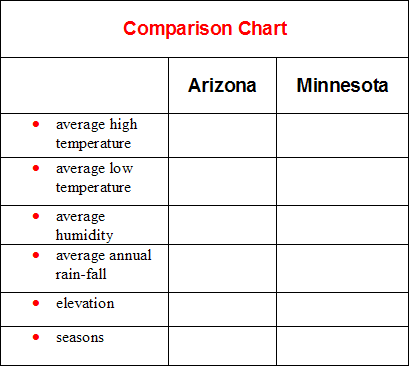 Comparison Chart
Arizona Minnesota
• average high
temperature
• average low
temperature
• average
humidity
• average annual
rain-fall
• elevation
• seasons